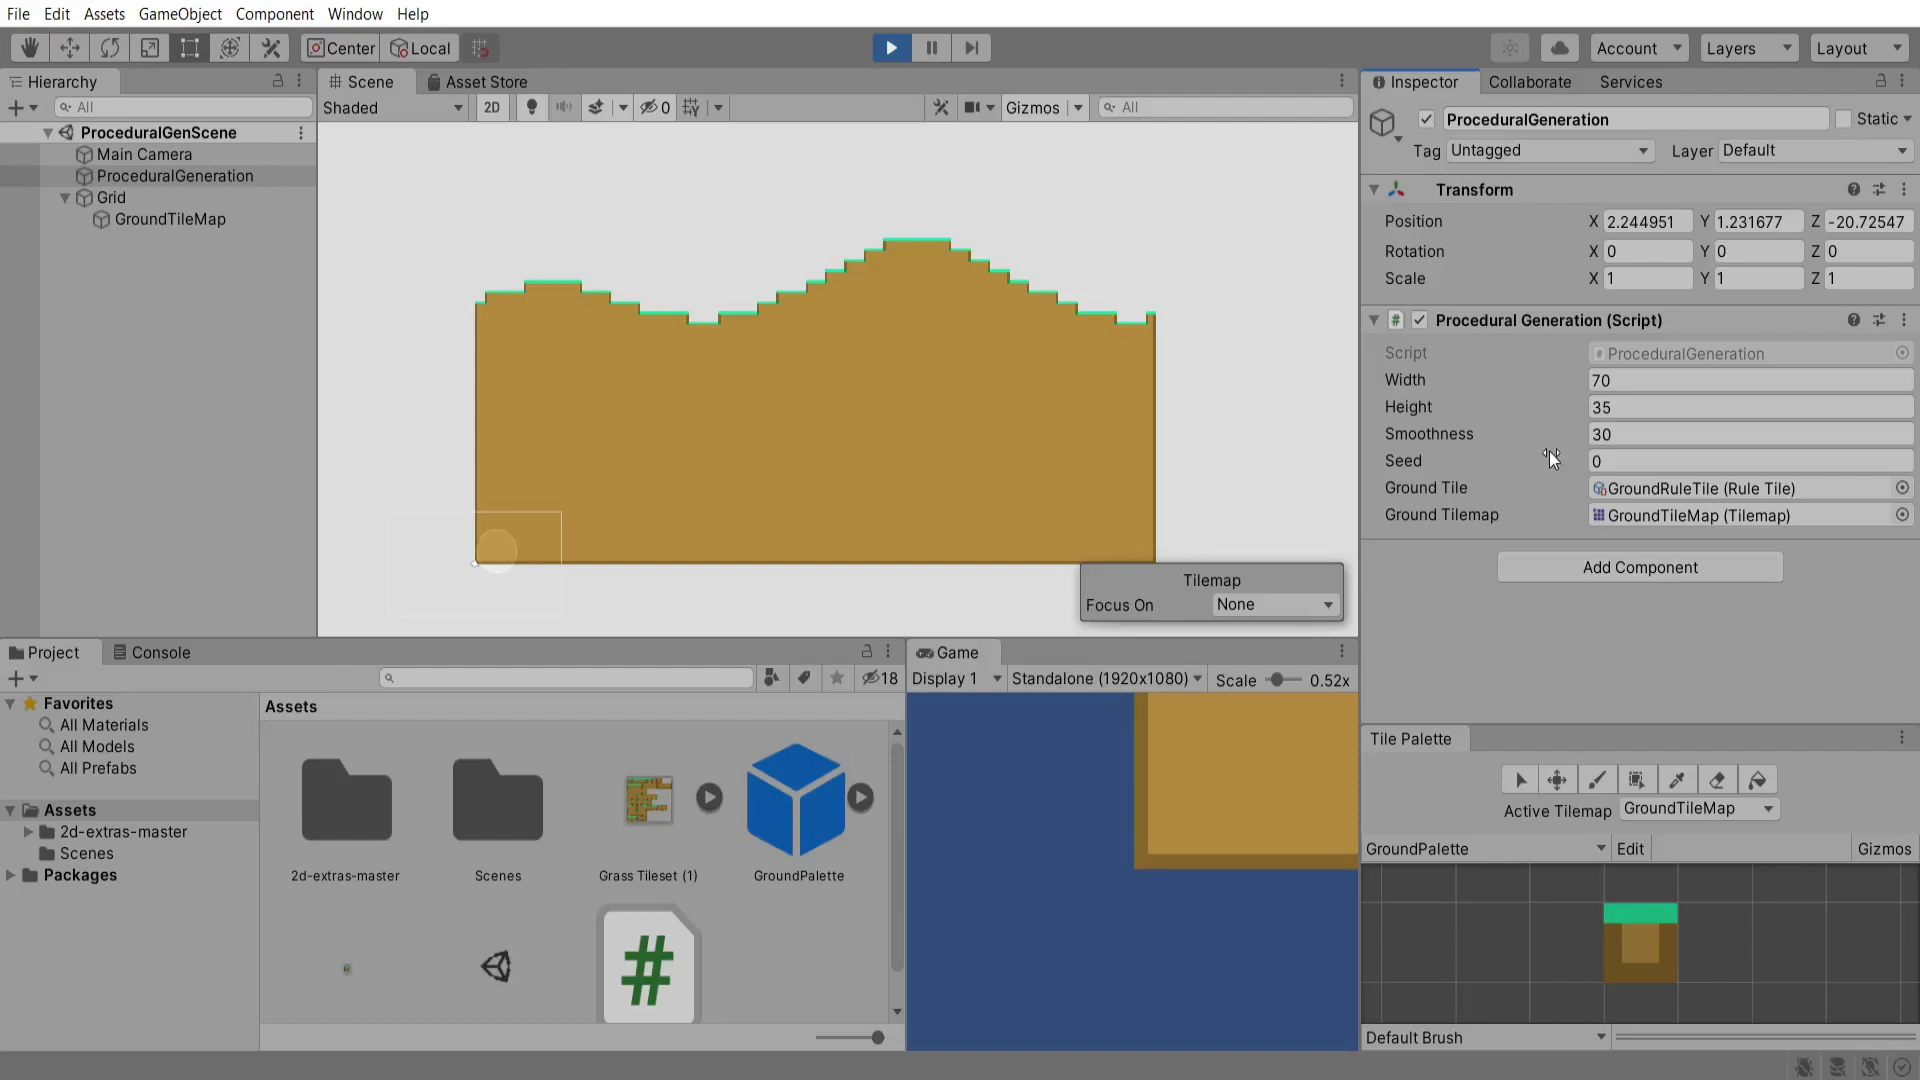 File Edit Assets GameObject Component Window Help
Center Local Account Layers Layout
Hierarchy
All
ProceduralGenScene
Main Camera
ProceduralGeneration
Grid
GroundTileMap
Scene Asset Store
Shaded 2D 0 Gizmos All
Tilemap
Focus On None
Inspector Collaborate Services
ProceduralGeneration Static
Tag Untagged Layer Default
Transform
Position X 2.244951 Y 1.231677 Z -20.72547
Rotation X 0 Y 0 Z 0
Scale X 1 Y 1 Z 1
# Procedural Generation (Script)
Script # ProceduralGeneration
Width 70
Height 35
Smoothness 30
Seed 0
Ground Tile GroundRuleTile (Rule Tile)
Ground Tilemap GroundTileMap (Tilemap)
Add Component
Project Console
18
Favorites
All Materials
All Models
All Prefabs
Assets
2d-extras-master
Scenes
Packages
Assets
2d-extras-master Scenes Grass Tileset (1) GroundPalette
#
Game
Display 1 Standalone (1920x1080) Scale 0.52x
Tile Palette
Active Tilemap GroundTileMap
GroundPalette Edit Gizmos
Default Brush